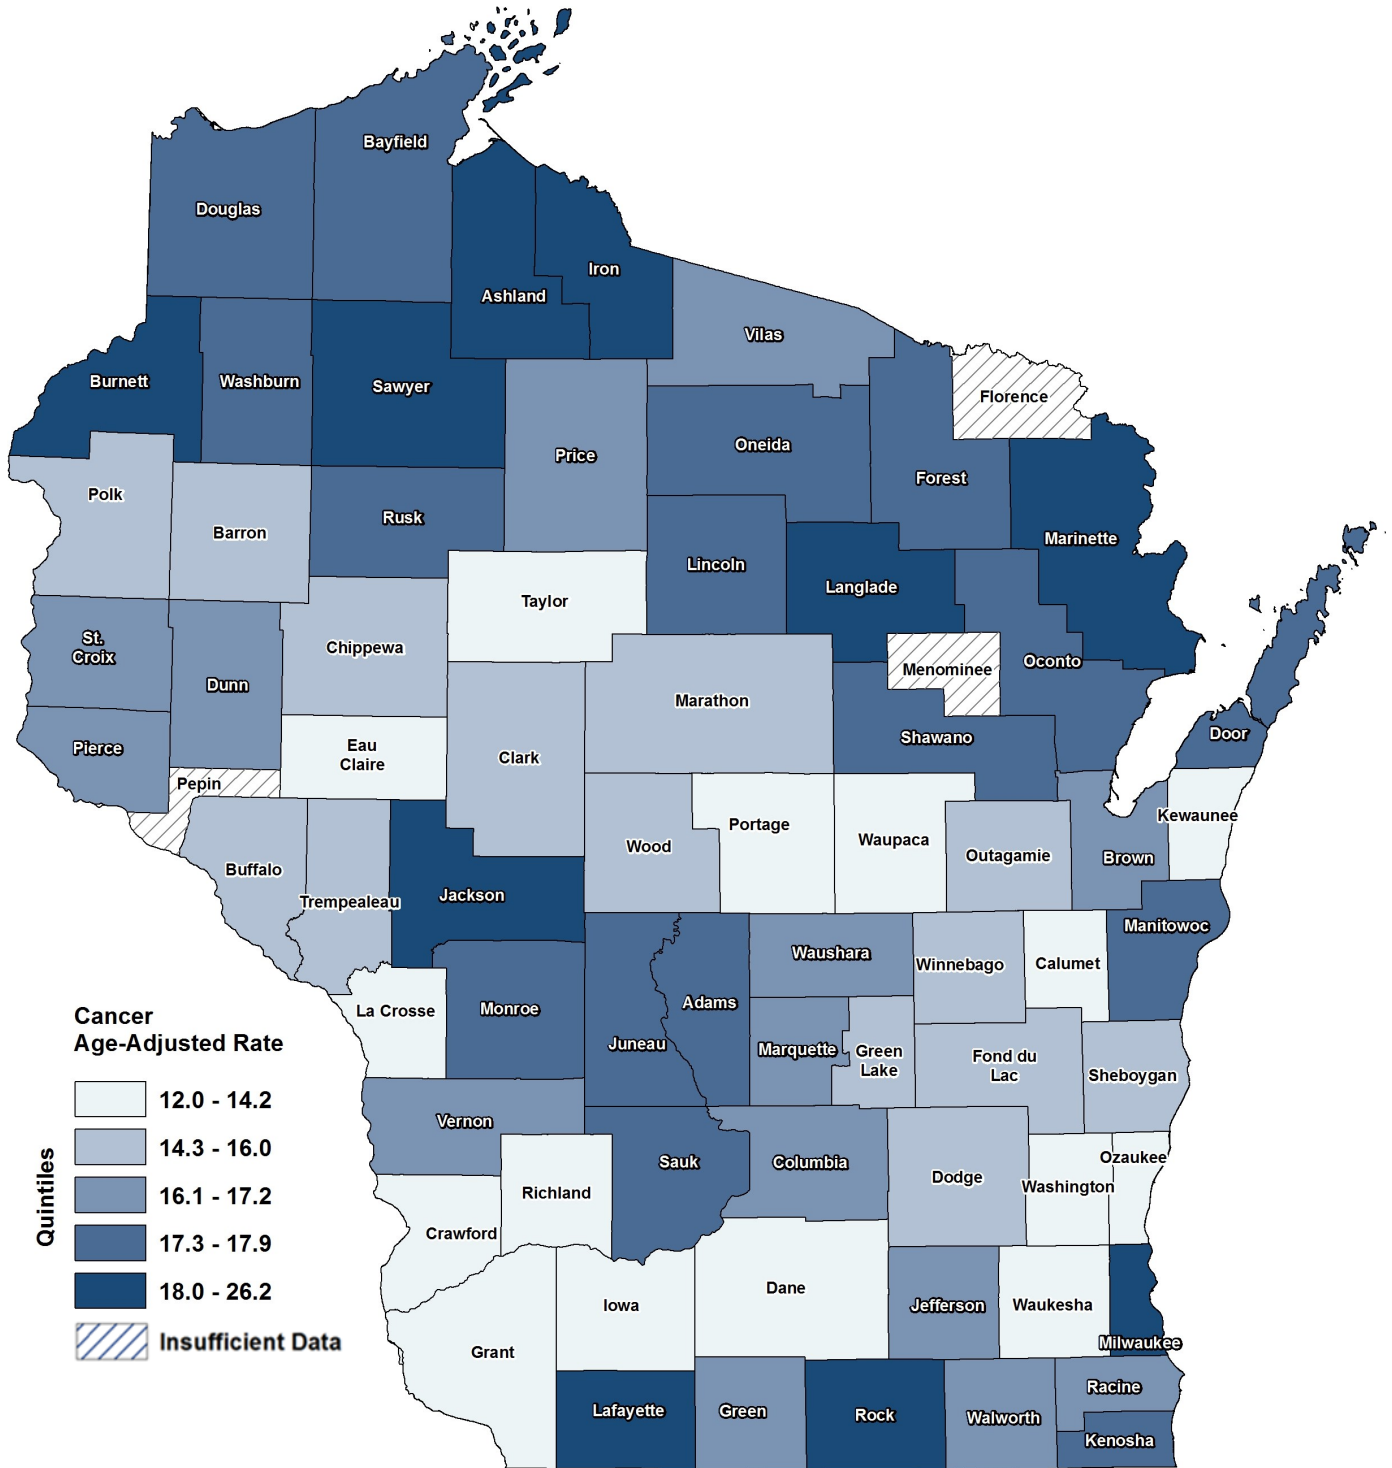 Bayfield
Douglas
Iron
Ashland
Vilas
Burnett
Washburn
Sawyer
Florence
Oneida
Price
Forest
Polk
Rusk
Barron
Marinette
Lincoln
Langlade
Taylor
St.
Croix
Chippewa
Oconto
Menominee
Dunn
Marathon
Door
Shawano
Pierce
Eau
Claire
Clark
Pepin
Kewaunee
Portage
Waupaca
Wood
Outagamie
Brown
Buffalo
Jackson
Trempealeau
Manitowoc
Waushara
Winnebago
Calumet
Adams
Monroe
La Crosse
Juneau
Marquette
Green
Lake
Fond du
Lac
Sheboygan
Vernon
Ozaukee
Sauk
Columbia
Dodge
Washington
Richland
Crawford
Dane
Iowa
Jefferson
Waukesha
Milwaukee
Grant
Racine
Lafayette
Green
Rock
Walworth
Kenosha
Cancer
Age-Adjusted Rate
Quintiles
12.0 - 14.2
14.3 - 16.0
16.1 - 17.2
17.3 - 17.9
18.0 - 26.2
Insufficient Data